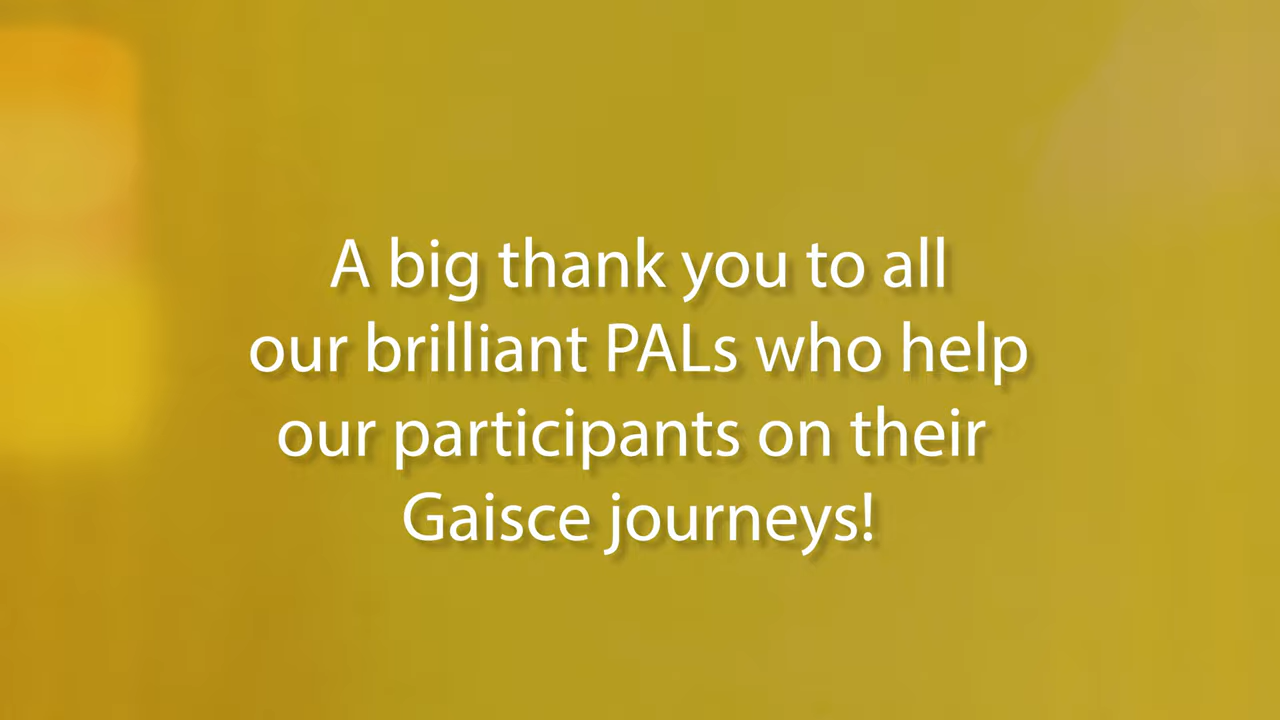 A big thank you to all
our brilliant PALs who help
our participants on their
Gaisce journeys!